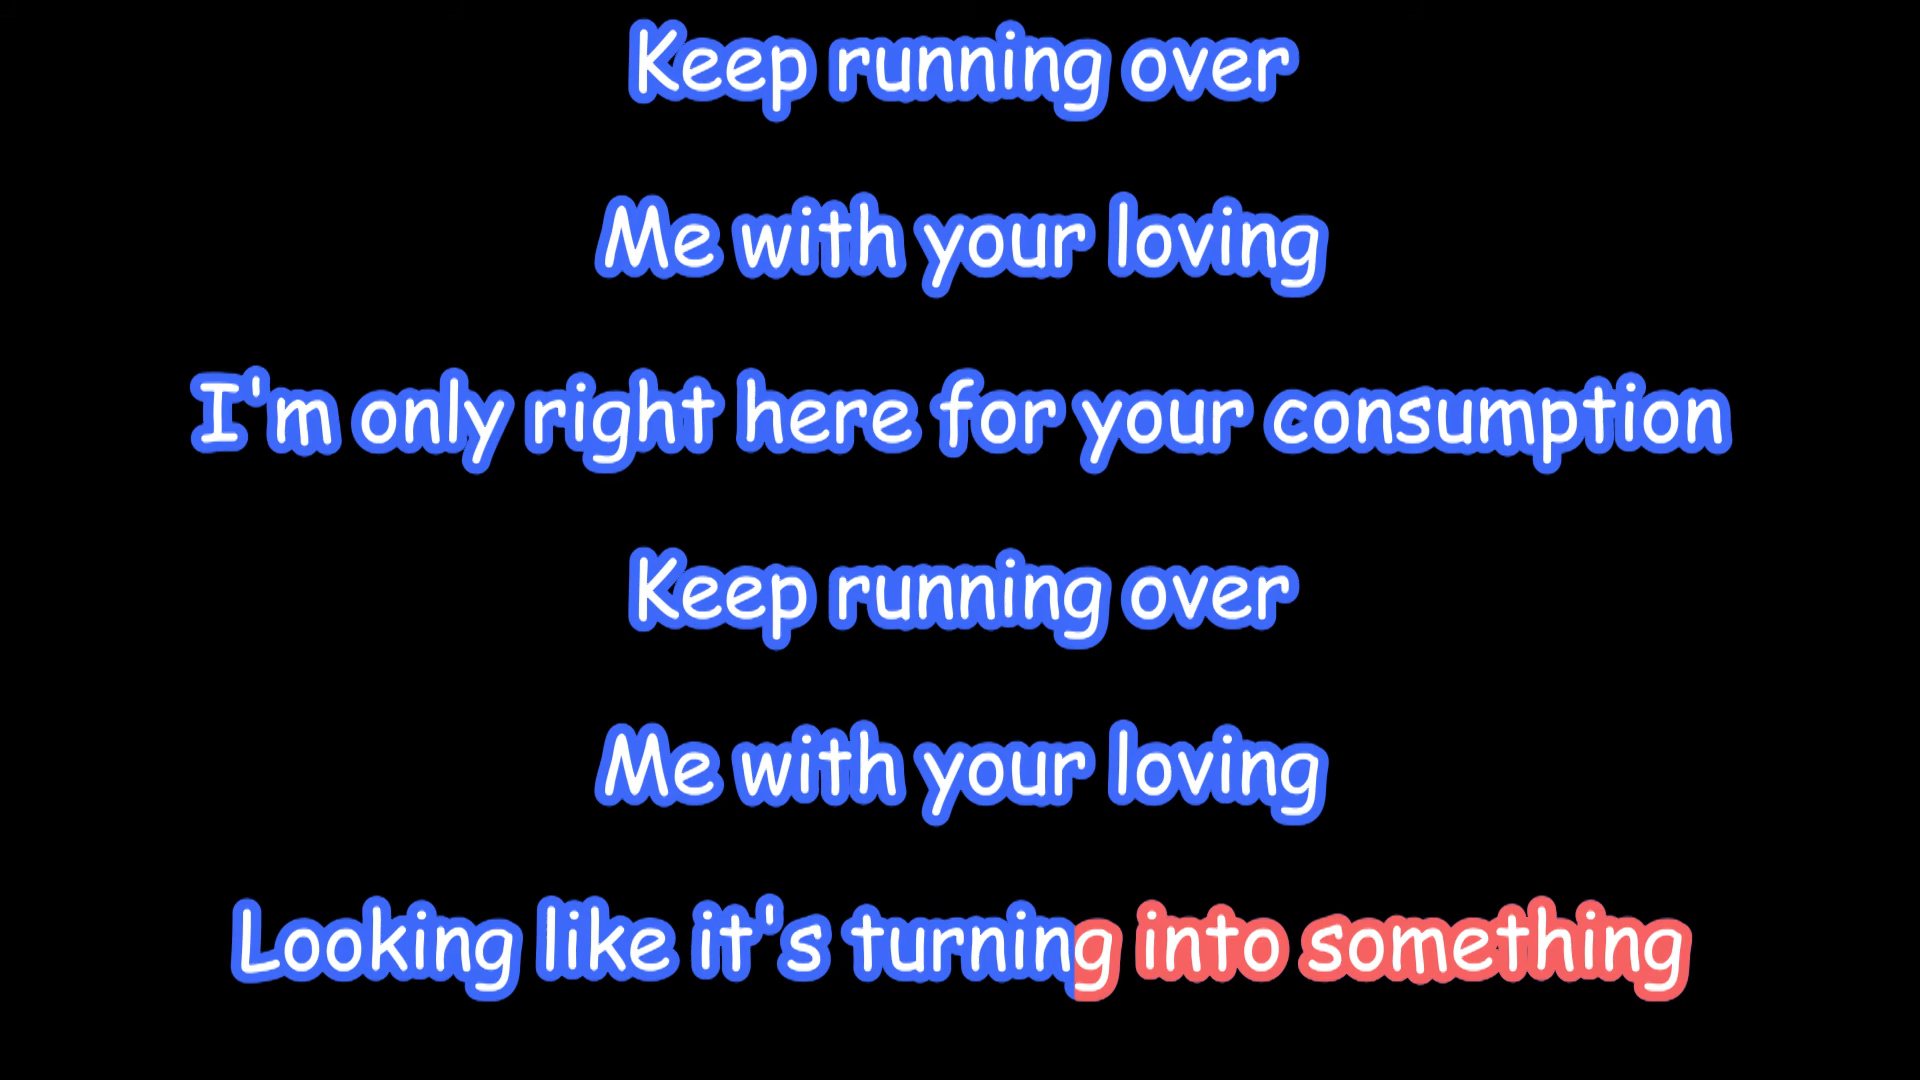 Keep running over
Me with your loving
I'm only right here for your consumption
Keep running over
Me with your loving
Looking like it's turning into something